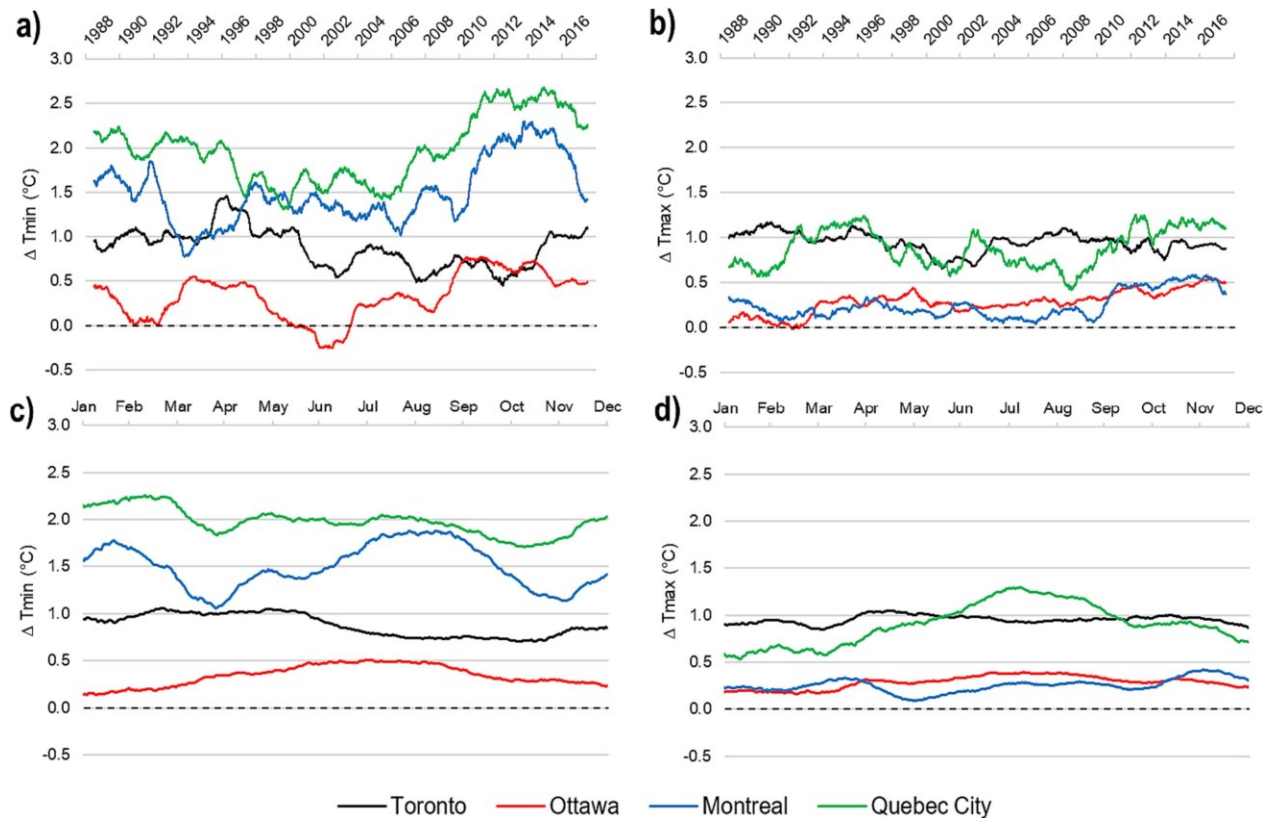 a)
1988 1990 1992 1994 1996 1998 2000 2002 2004 2006 2008 2010 2012 2014 2016
3.0
2.5
2.0
1.5
1.0
0.5
0.0
-0.5
Δ Tmin (°C)
b)
1988 1990 1992 1994 1996 1998 2000 2002 2004 2006 2008 2010 2012 2014 2016
3.0
2.5
2.0
1.5
1.0
0.5
0.0
-0.5
Δ Tmax (°C)
c)
Jan Feb Mar Apr May Jun Jul Aug Sep Oct Nov Dec
3.0
2.5
2.0
1.5
1.0
0.5
0.0
-0.5
Δ Tmin (°C)
d)
Jan Feb Mar Apr May Jun Jul Aug Sep Oct Nov Dec
3.0
2.5
2.0
1.5
1.0
0.5
0.0
-0.5
Δ Tmax (°C)
Toronto Ottawa Montreal Quebec City